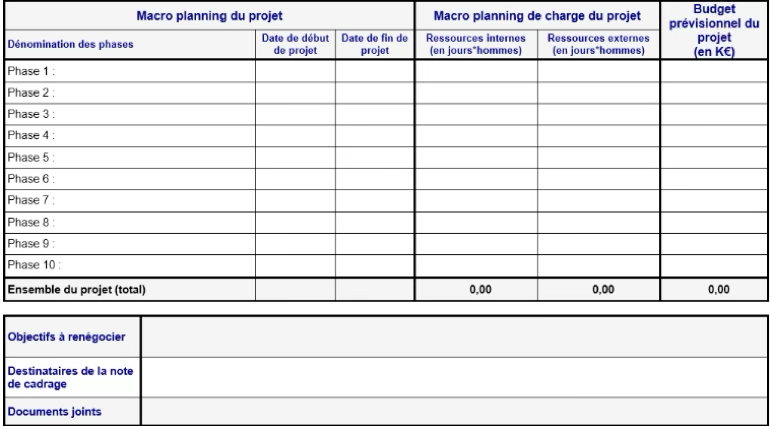 Macro planning du projet
Macro planning de charge du projet
Budget
prévisionnel du
projet
(en K€)
Dénomination des phases
Date de début
de projet
Date de fin de
projet
Ressources internes
(en jours*hommes)
Ressources externes
(en jours*hommes)
Phase 1 :
Phase 2 :
Phase 3 :
Phase 4 :
Phase 5 :
Phase 6 :
Phase 7 :
Phase 8 :
Phase 9 :
Phase 10 :
Ensemble du projet (total) 0,00 0,00 0,00
Objectifs à renégocier
Destinataires de la note
de cadrage
Documents joints